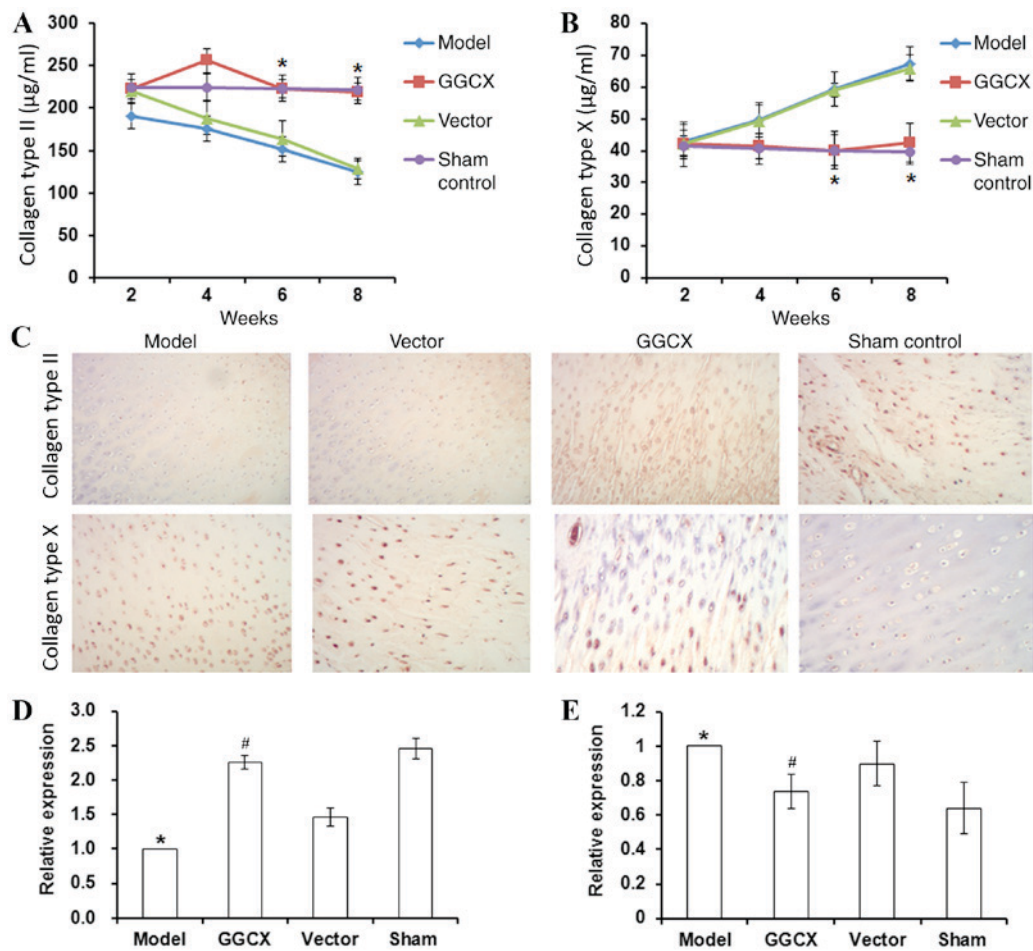 A
300
250
200
150
100
50
0
Collagen type II (µg/ml)
2 4 6 8
Weeks
* *
Model
GGCX
Vector
Sham
control
B
80
70
60
50
40
30
20
10
0
Collagen type X (µg/ml)
2 4 6 8
Weeks
* *
Model
GGCX
Vector
Sham
control
C
Model Vector GGCX Sham control
Collagen type II
Collagen type X
D
3.0
2.5
2.0
1.5
1.0
0.5
0.0
Relative expression
*
#
Model GGCX Vector Sham
E
1.2
1
0.8
0.6
0.4
0.2
0
Relative expression
*
#
Model GGCX Vector Sham